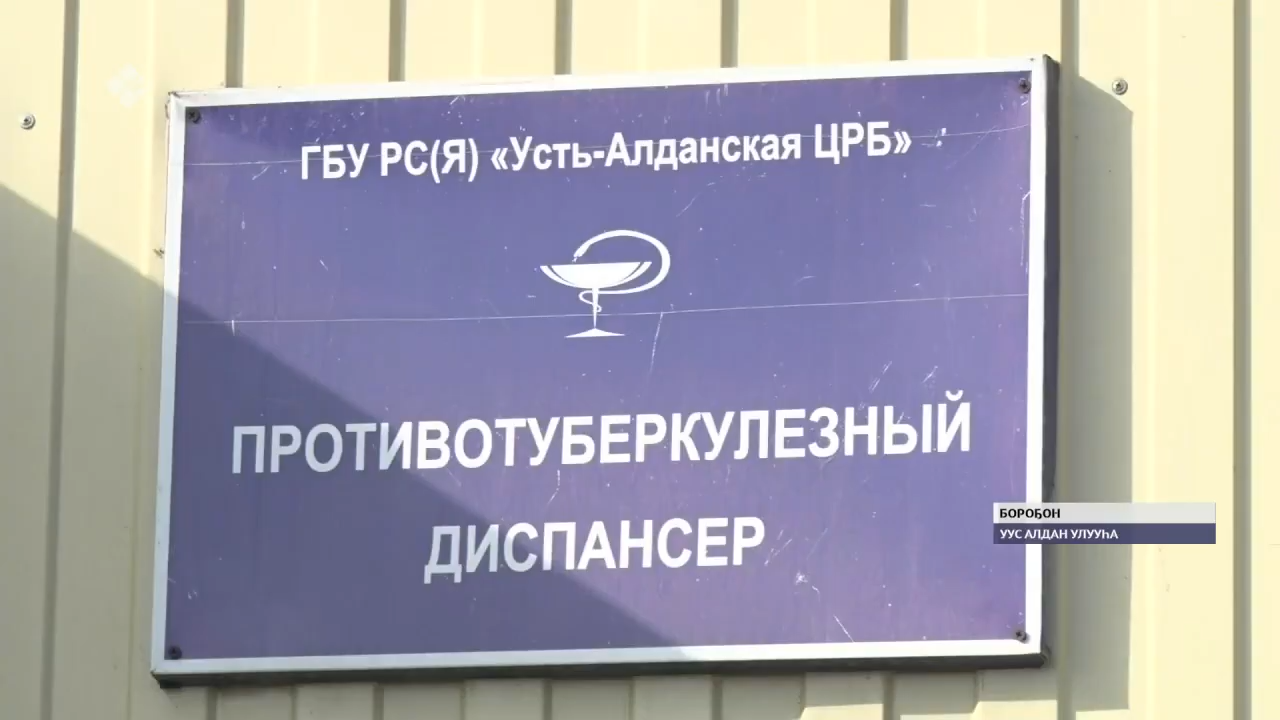 ГБУ РС(Я) «Усть-Алданская ЦРБ»
ПРОТИВОТУБЕРКУЛЕЗНЫЙ
ДИСПАНСЕР
БОРОҔОН
УУС АЛДАН УЛУУҺА